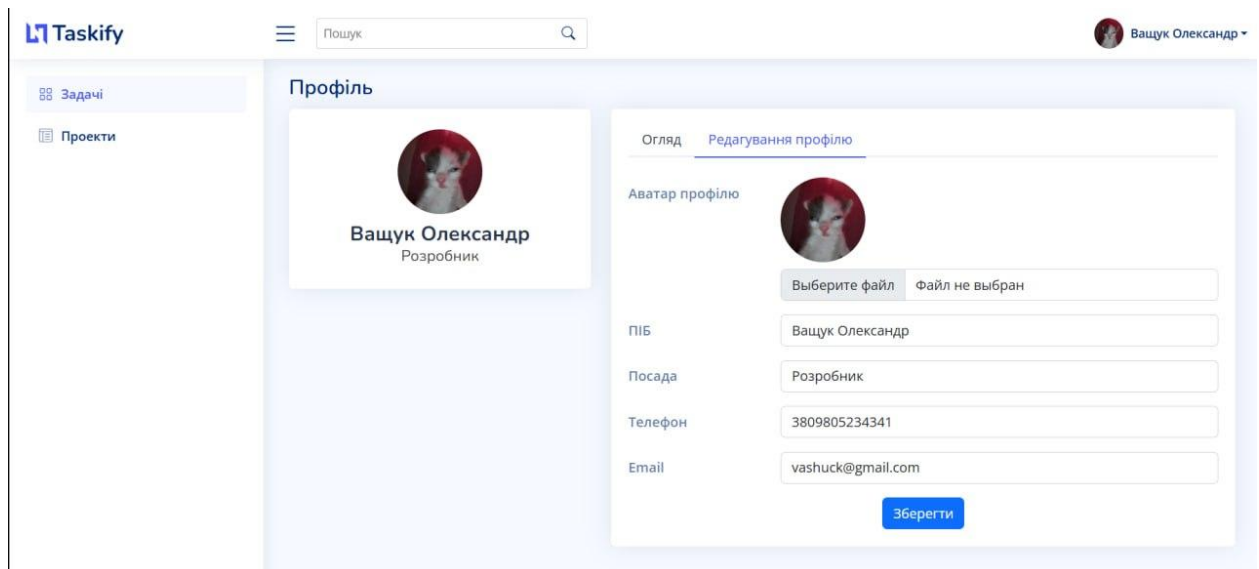 Taskify
Пошук
Ващук Олександр
Задачі
Проекти
Профіль
Ващук Олександр
Розробник
Огляд Редагування профілю
Аватар профілю
Выберите файл Файл не выбран
ПІБ Ващук Олександр
Посада Розробник
Телефон 3809805234341
Email vashuck@gmail.com
Зберегти